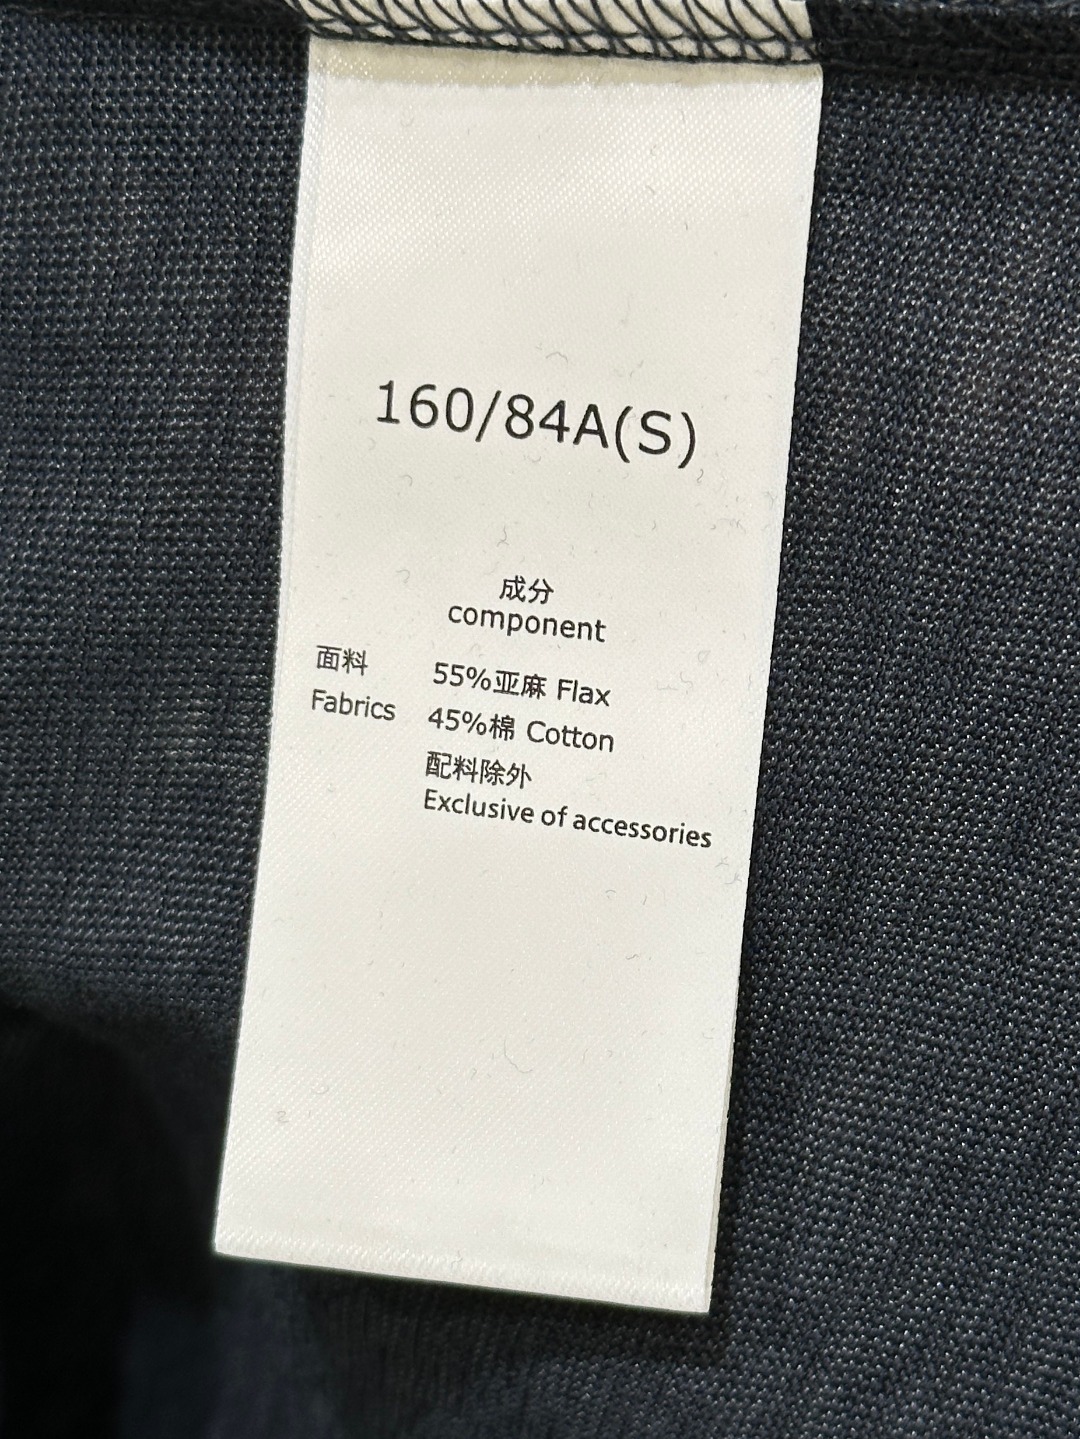 160/84A(S)
成分
component
面料 55%亚麻 Flax
Fabrics 45%棉 Cotton
配料除外
Exclusive of accessories